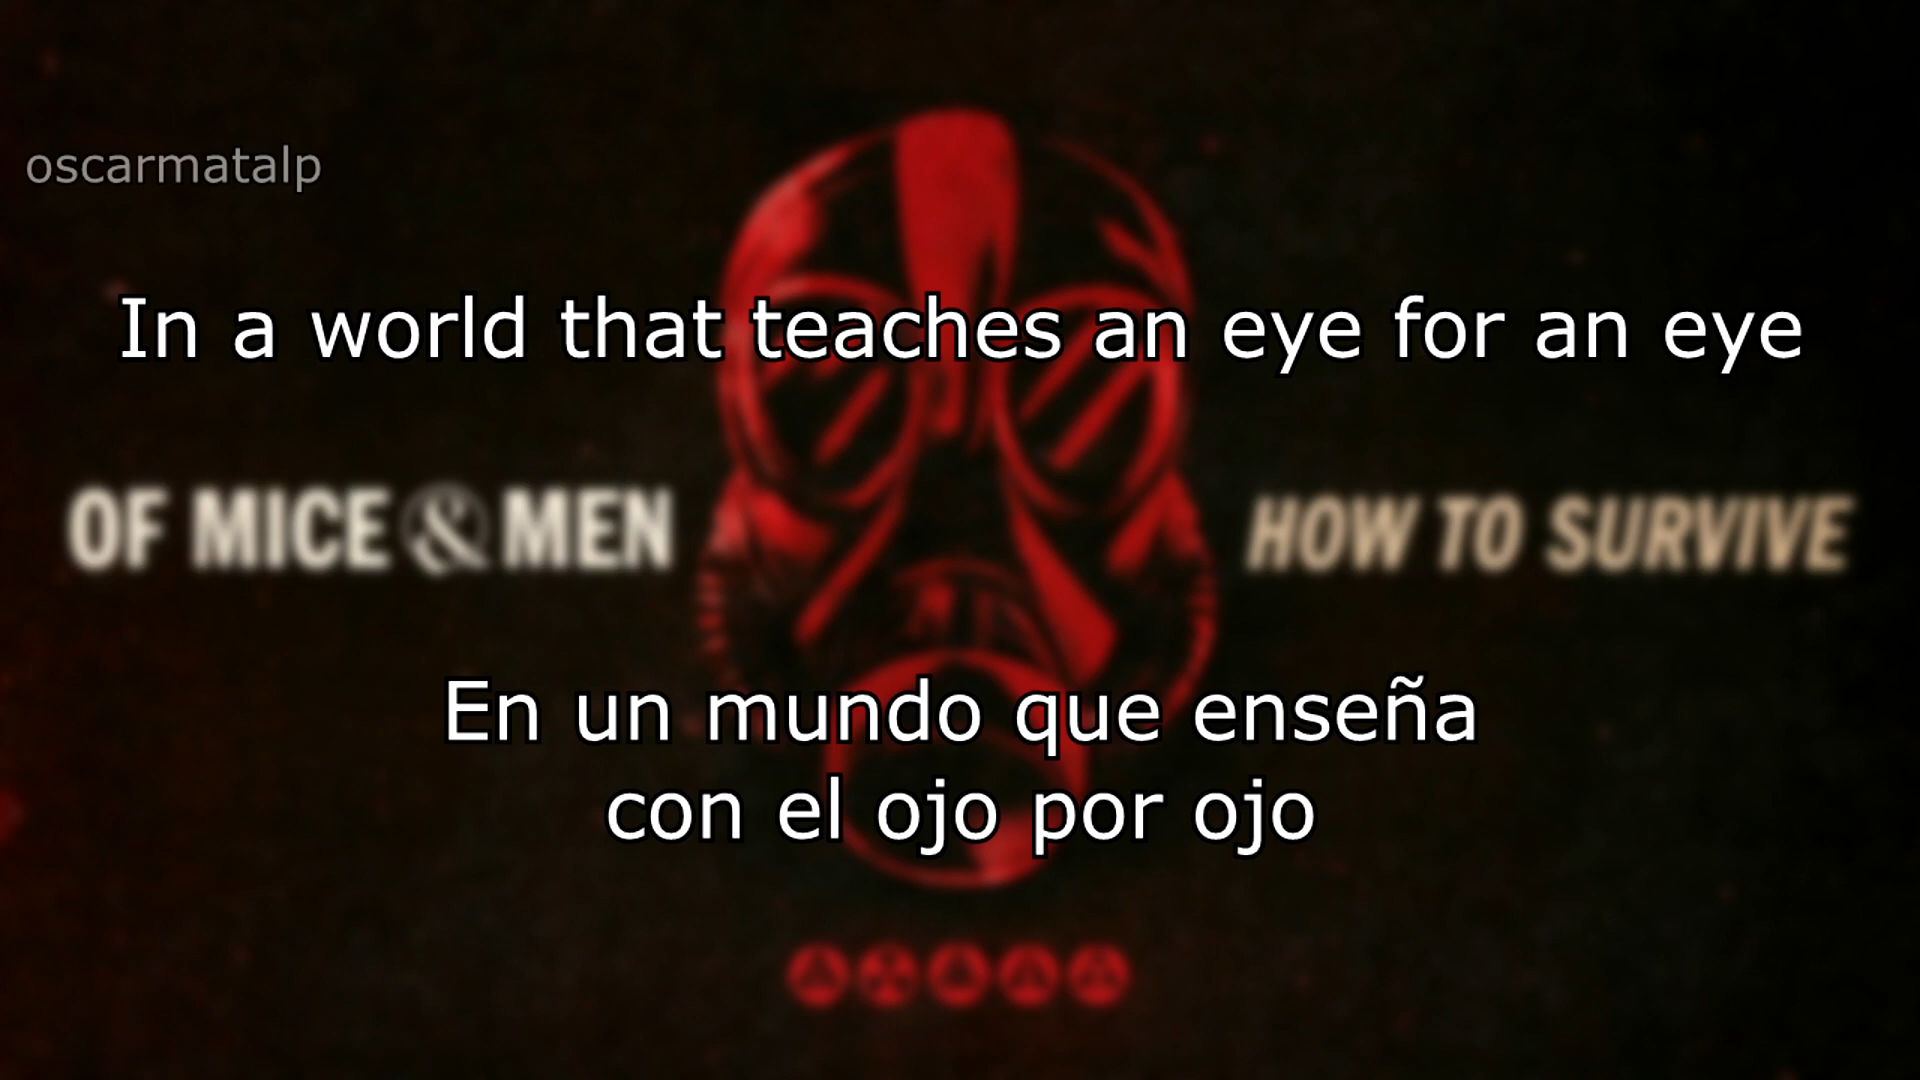 oscarmatalp
In a world that teaches an eye for an eye
OF MICE & MEN
HOW TO SURVIVE
En un mundo que enseña
con el ojo por ojo